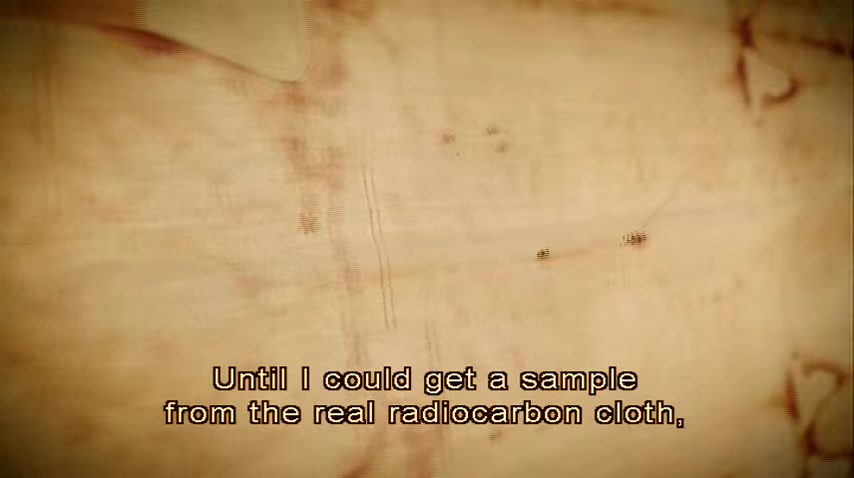 Until I could get a sample
from the real radiocarbon cloth,